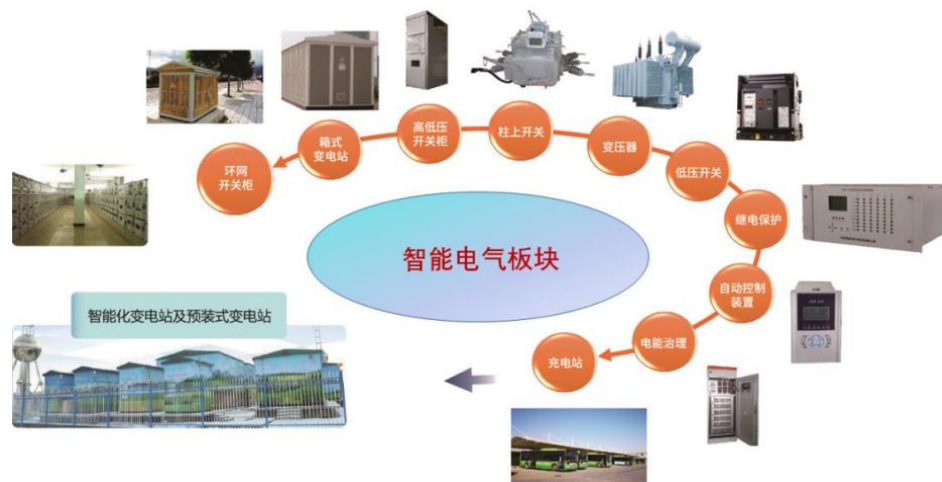 环网
开关柜
箱式
变电站
高低压
开关柜
柱上开关
变压器
低压开关
继电保护
自动控制
装置
电能治理
充电站
智能电气板块
智能化变电站及预装式变电站